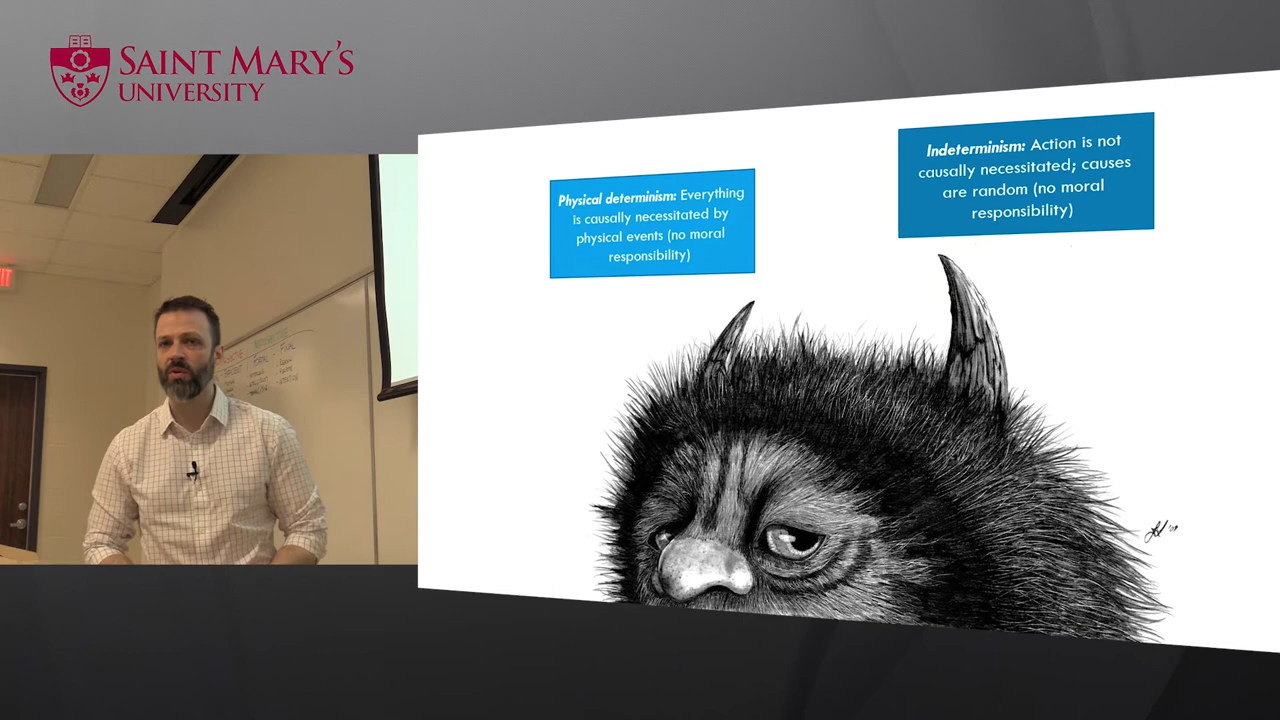 SAINT MARY'S
UNIVERSITY
Physical determinism: Everything
is causally necessitated by
physical events (no moral
responsibility)
Indeterminism: Action is not
causally necessitated; causes
are random (no moral
responsibility)